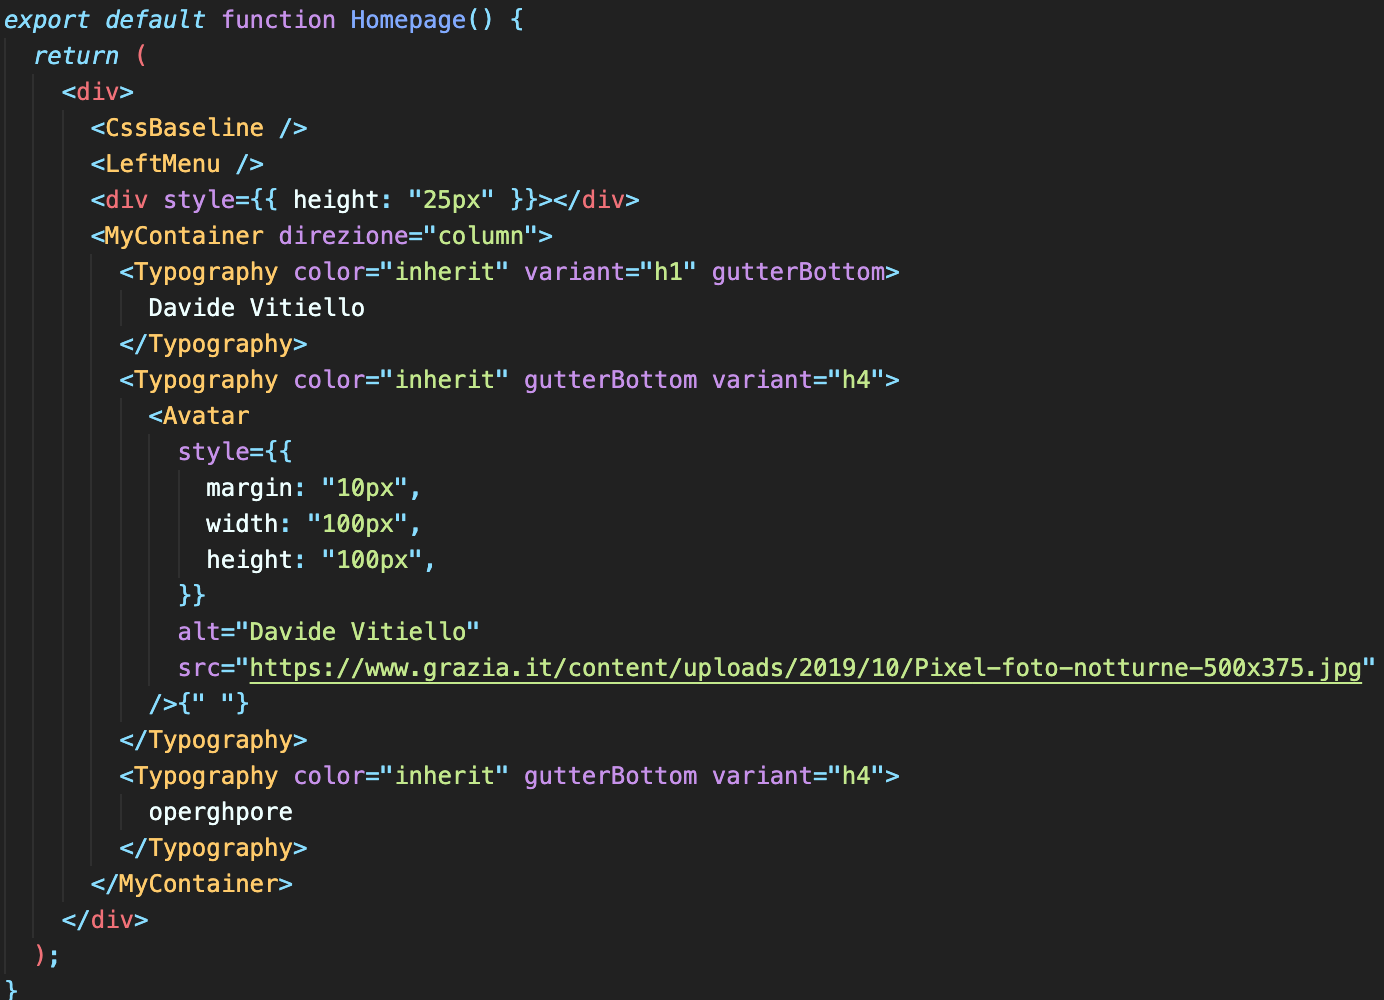 export default function Homepage() {
return (
<div>
<CssBaseline />
<LeftMenu />
<div style={{ height: "25px" }}></div>
<MyContainer direzione="column">
<Typography color="inherit" variant="h1" gutterBottom>
Davide Vitiello
</Typography>
<Typography color="inherit" gutterBottom variant="h4">
<Avatar
style={{
margin: "10px",
width: "100px",
height: "100px",
}}
alt="Davide Vitiello"
src="https://www.grazia.it/content/uploads/2019/10/Pixel-foto-notturne-500x375.jpg"
/>{" "}
</Typography>
<Typography color="inherit" gutterBottom variant="h4">
operghpore
</Typography>
</MyContainer>
</div>
);
}